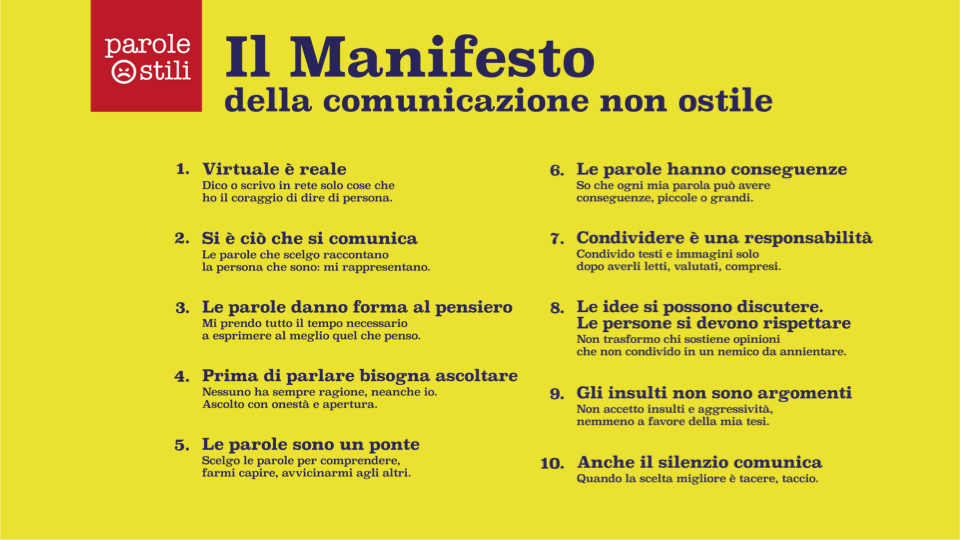 parole
ostili
Il Manifesto
della comunicazione non ostile
1. Virtuale è reale
Dico o scrivo in rete solo cose che
ho il coraggio di dire di persona.
2. Si è ciò che si comunica
Le parole che scelgo raccontano
la persona che sono: mi rappresentano.
3. Le parole danno forma al pensiero
Mi prendo tutto il tempo necessario
a esprimere al meglio quel che penso.
4. Prima di parlare bisogna ascoltare
Nessuno ha sempre ragione, neanche io.
Ascolto con onestà e apertura.
5. Le parole sono un ponte
Scelgo le parole per comprendere,
farmi capire, avvicinarmi agli altri.
6. Le parole hanno conseguenze
So che ogni mia parola può avere
conseguenze, piccole o grandi.
7. Condividere è una responsabilità
Condivido testi e immagini solo
dopo averli letti, valutati, compresi.
8. Le idee si possono discutere.
Le persone si devono rispettare
Non trasformo chi sostiene opinioni
che non condivido in un nemico da annientare.
9. Gli insulti non sono argomenti
Non accetto insulti e aggressività,
nemmeno a favore della mia tesi.
10. Anche il silenzio comunica
Quando la scelta migliore è tacere, taccio.